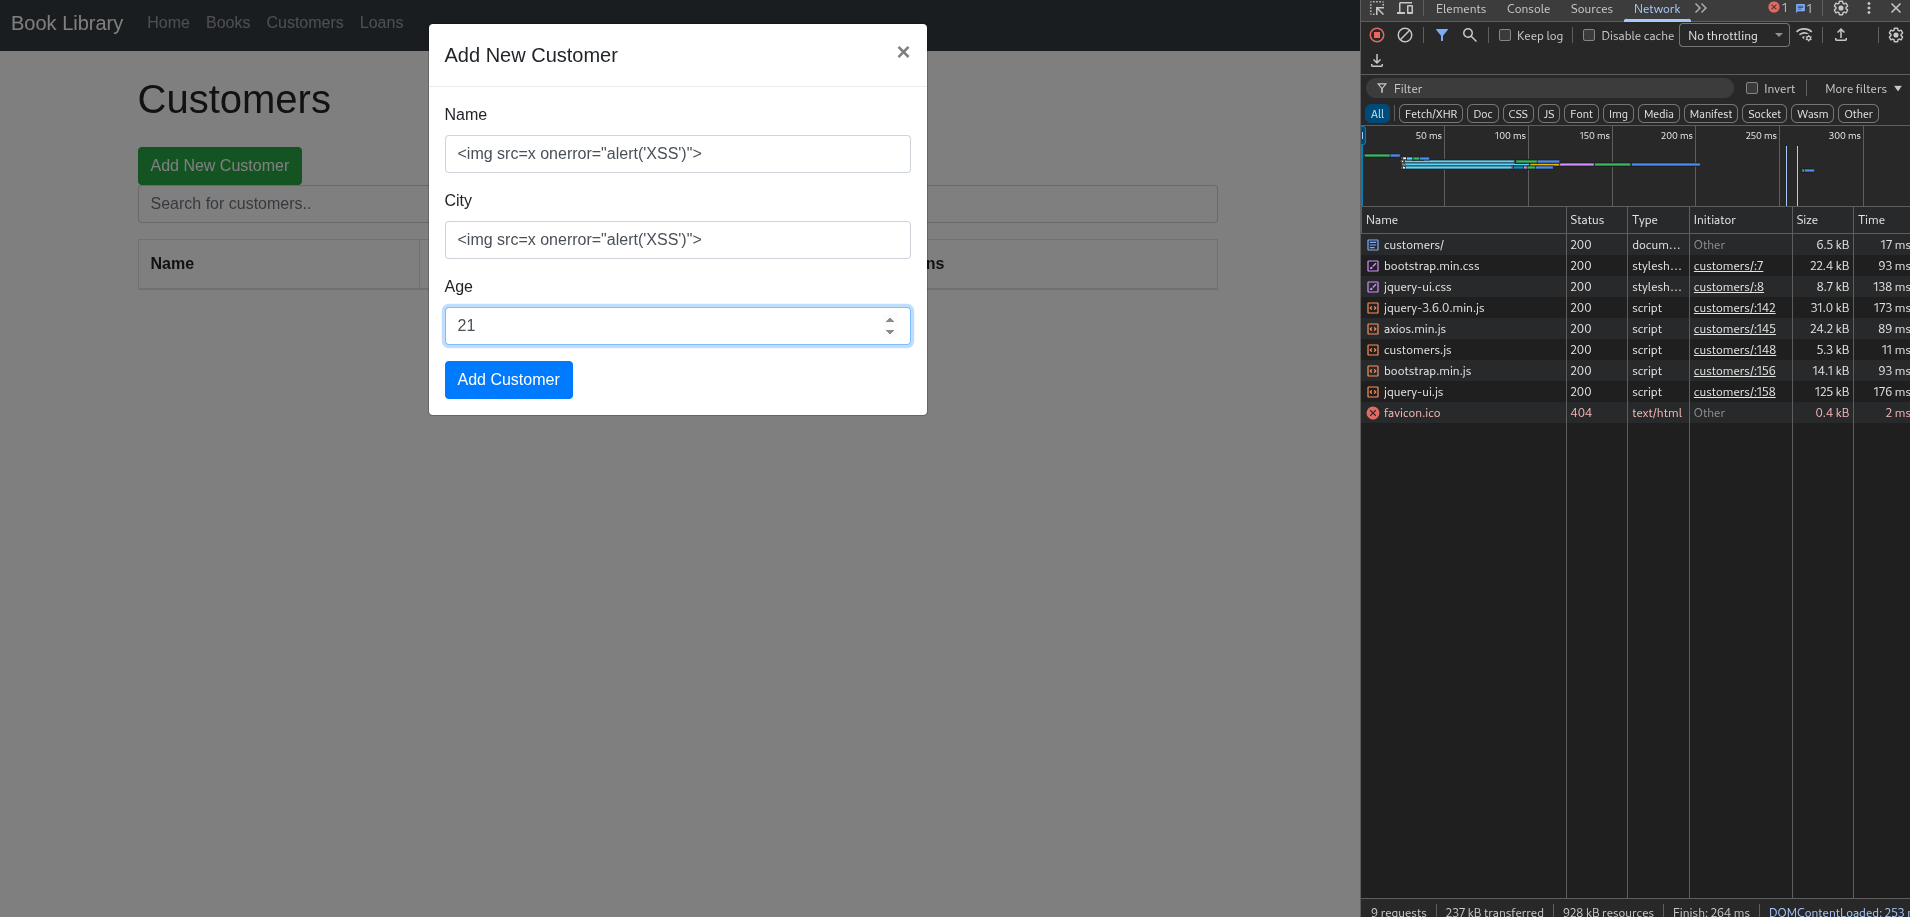 Book Library Home Books Customers Loans
Add New Customer ×
Name
<img src=x onerror="alert('XSS')">
City
<img src=x onerror="alert('XSS')">
Age
21
Add Customer
Customers
Add New Customer
Search for customers..
Name ns
Elements Console Sources Network 1 1
Keep log Disable cache No throttling
Filter Invert More filters
All Fetch/XHR Doc CSS JS Font Img Media Manifest Socket Wasm Other
50 ms 100 ms 150 ms 200 ms 250 ms 300 ms
Name Status Type Initiator Size Time
customers/ 200 docum... Other 6.5 kB 17 ms
bootstrap.min.css 200 stylesh... customers/:7 22.4 kB 93 ms
jquery-ui.css 200 stylesh... customers/:8 8.7 kB 138 ms
jquery-3.6.0.min.js 200 script customers/:142 31.0 kB 173 ms
axios.min.js 200 script customers/:145 24.2 kB 89 ms
customers.js 200 script customers/:148 5.3 kB 11 ms
bootstrap.min.js 200 script customers/:156 14.1 kB 93 ms
jquery-ui.js 200 script customers/:158 125 kB 176 ms
favicon.ico 404 text/html Other 0.4 kB 2 ms
9 requests 237 kB transferred 928 kB resources Finish: 264 ms DOMContentLoaded: 253